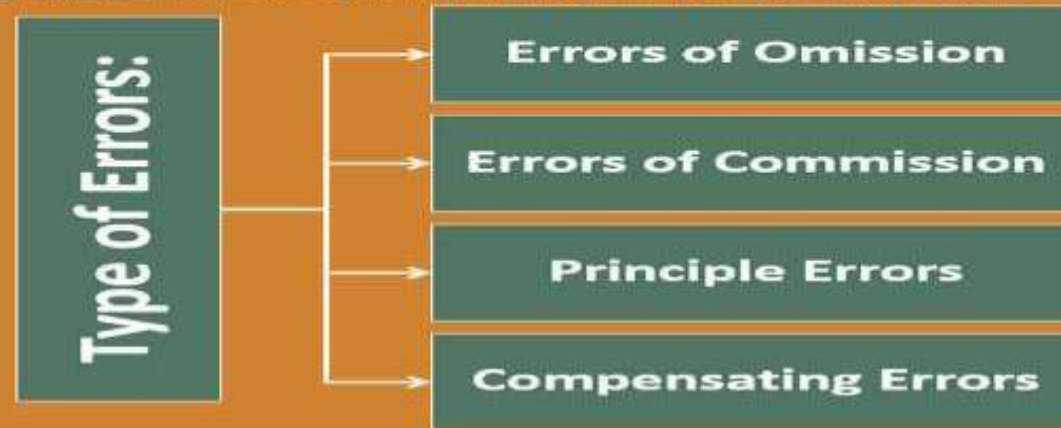 Type of Errors:
Errors of Omission
Errors of Commission
Principle Errors
Compensating Errors